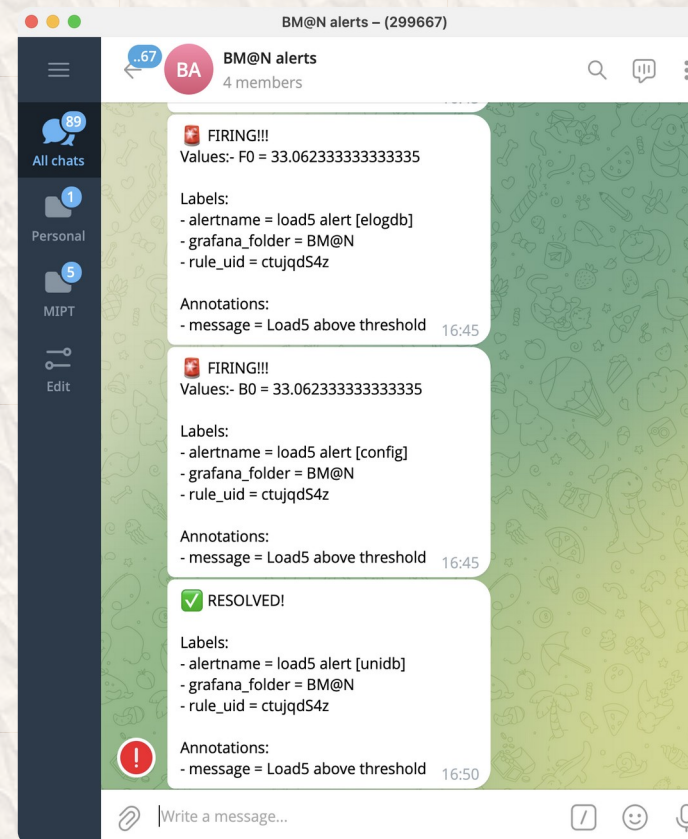 BM@N alerts – (299667)
..67
BA
BM@N alerts
4 members
89
All chats
1
Personal
5
MIPT
Edit
FIRING!!!
Values:- F0 = 33.062333333333335
Labels:
- alertname = load5 alert [elogdb]
- grafana_folder = BM@N
- rule_uid = ctujqdS4z
Annotations:
- message = Load5 above threshold 16:45
FIRING!!!
Values:- B0 = 33.062333333333335
Labels:
- alertname = load5 alert [config]
- grafana_folder = BM@N
- rule_uid = ctujqdS4z
Annotations:
- message = Load5 above threshold 16:45
RESOLVED!
Labels:
- alertname = load5 alert [unidb]
- grafana_folder = BM@N
- rule_uid = ctujqdS4z
Annotations:
- message = Load5 above threshold 16:50
Write a message...